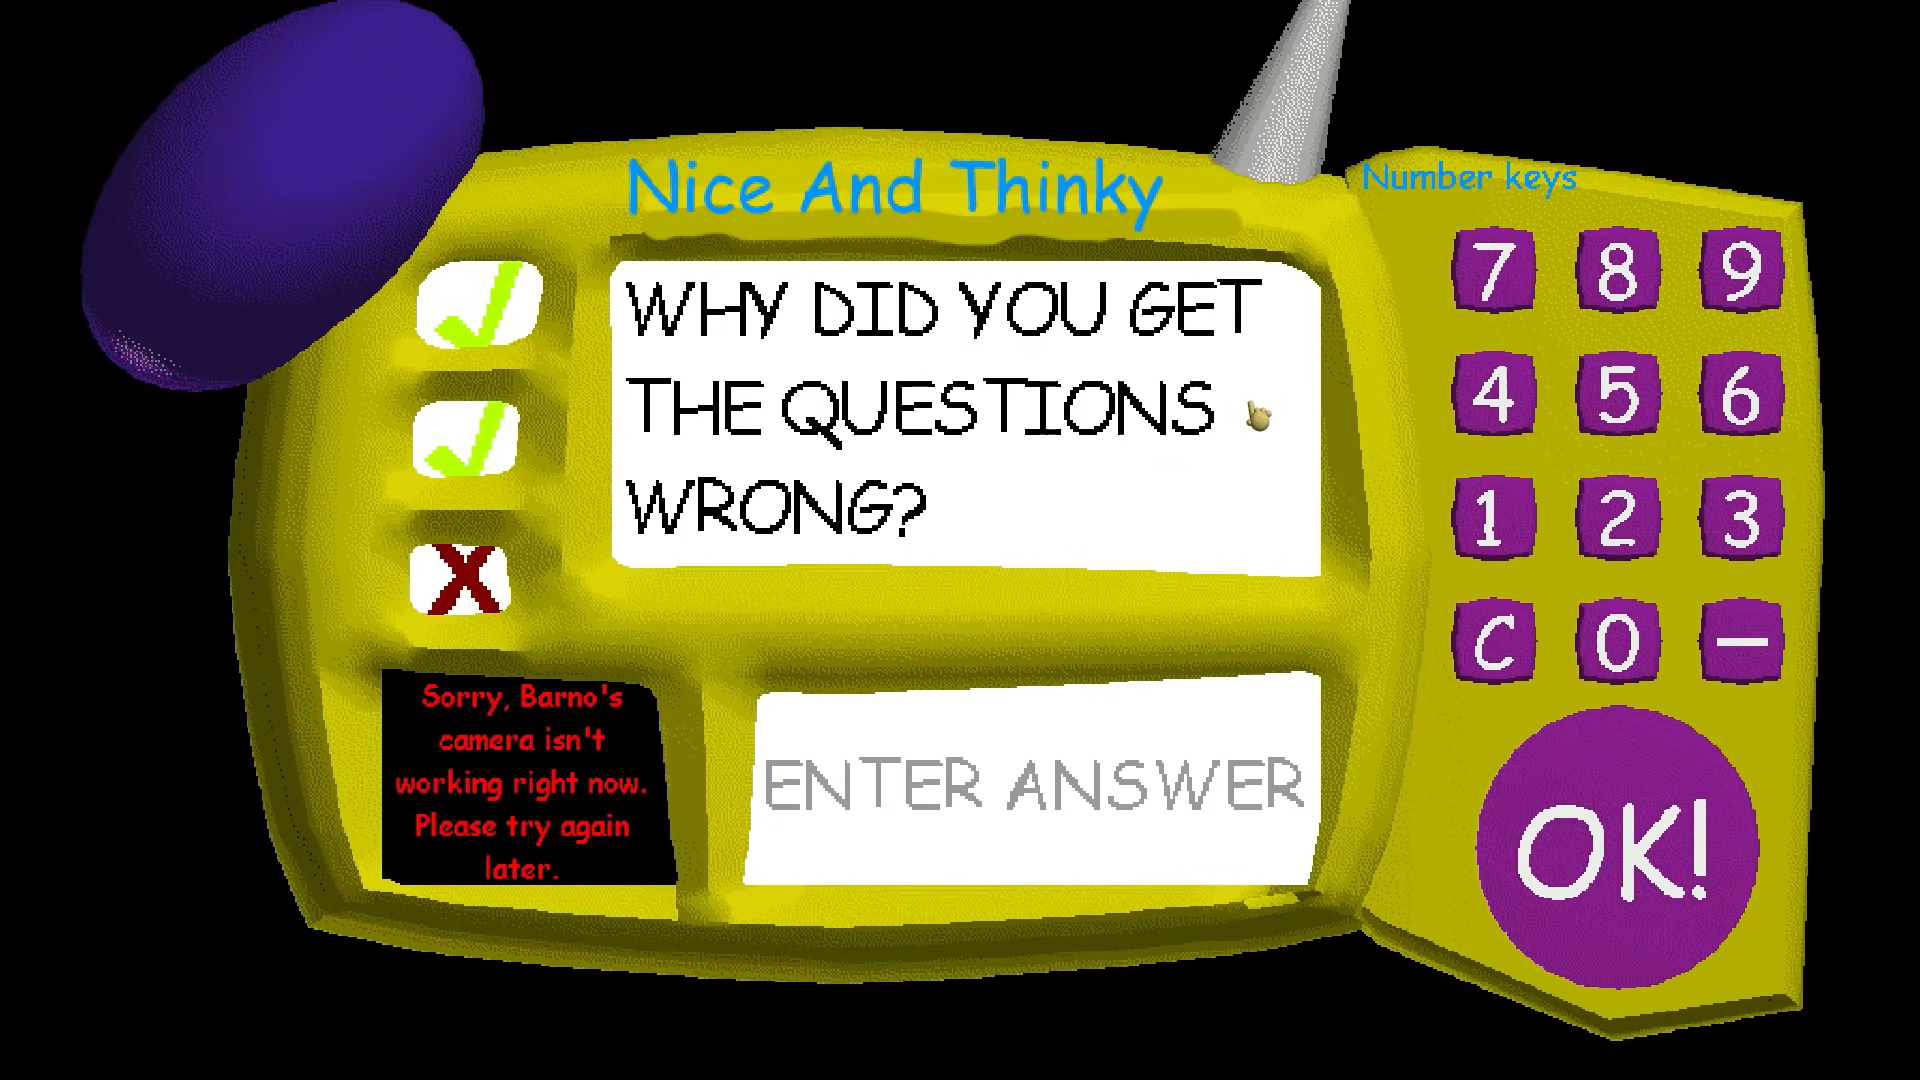 Nice And Thinky
Number keys
WHY DID YOU GET
THE QUESTIONS
WRONG?
7 8 9
4 5 6
1 2 3
C 0 −
Sorry, Barno's
camera isn't
working right now.
Please try again
later.
ENTER ANSWER
OK!